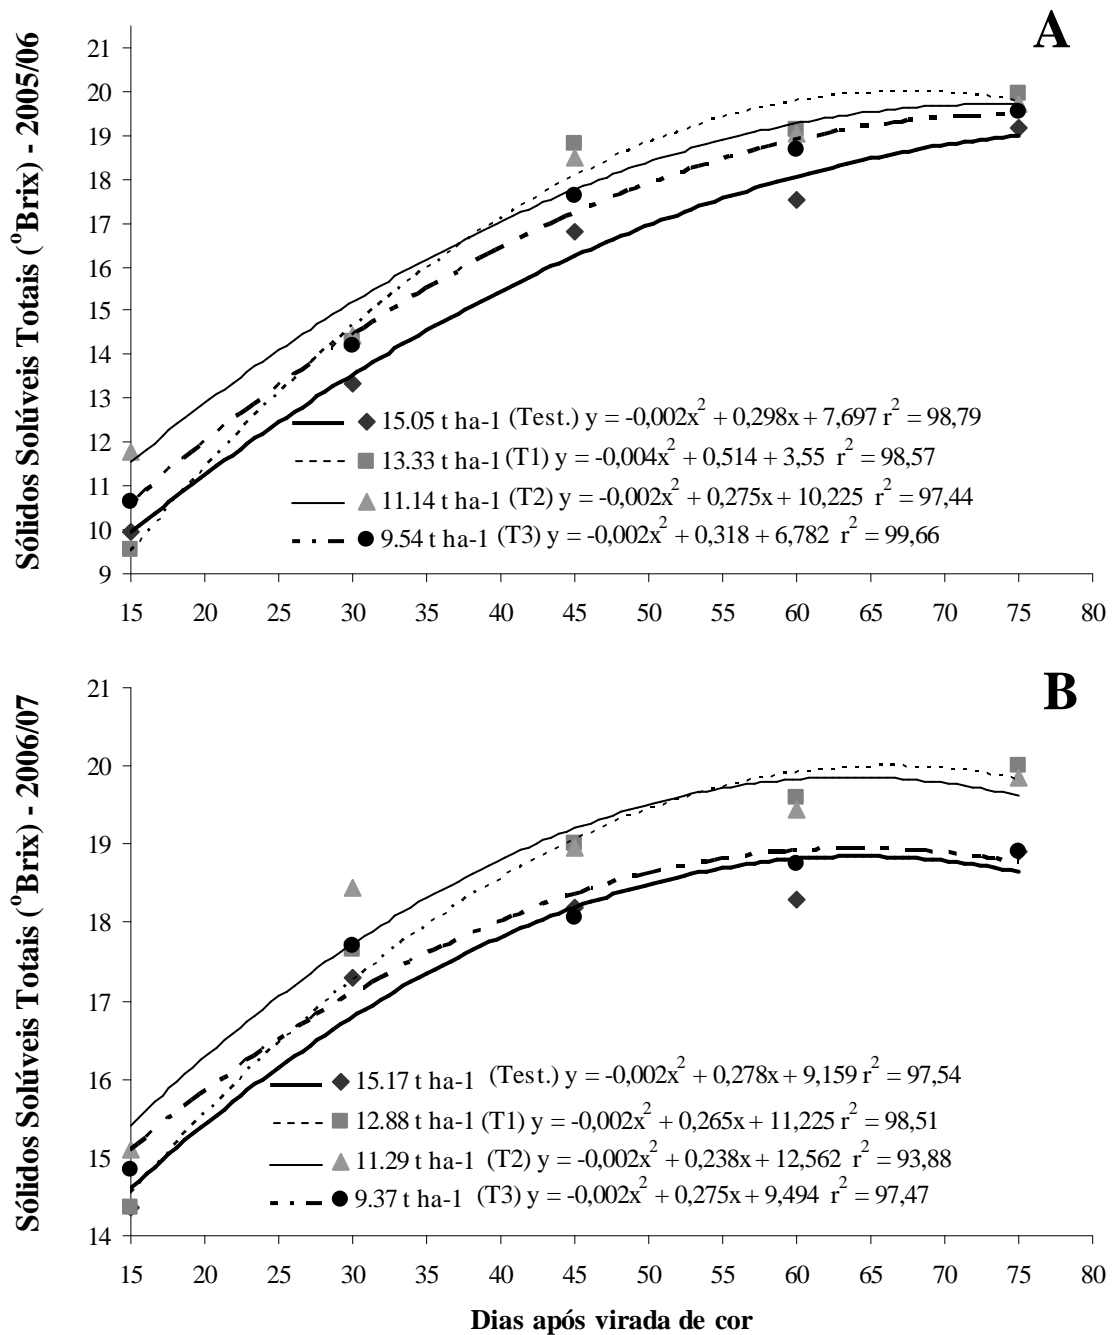 A
Sólidos Solúveis Totais (°Brix) - 2005/06
21
20
19
18
17
16
15
14
13
12
11
10
9
15.05 t ha-1 (Test.) y = -0,002x² + 0,298x + 7,697 r² = 98,79
13.33 t ha-1 (T1) y = -0,004x² + 0,514 + 3,55 r² = 98,57
11.14 t ha-1 (T2) y = -0,002x² + 0,275x + 10,225 r² = 97,44
9.54 t ha-1 (T3) y = -0,002x² + 0,318 + 6,782 r² = 99,66
15 20 25 30 35 40 45 50 55 60 65 70 75 80
B
Sólidos Solúveis Totais (°Brix) - 2006/07
21
20
19
18
17
16
15
14
15.17 t ha-1 (Test.) y = -0,002x² + 0,278x + 9,159 r² = 97,54
12.88 t ha-1 (T1) y = -0,002x² + 0,265x + 11,225 r² = 98,51
11.29 t ha-1 (T2) y = -0,002x² + 0,238x + 12,562 r² = 93,88
9.37 t ha-1 (T3) y = -0,002x² + 0,275x + 9,494 r² = 97,47
15 20 25 30 35 40 45 50 55 60 65 70 75 80
Dias após virada de cor